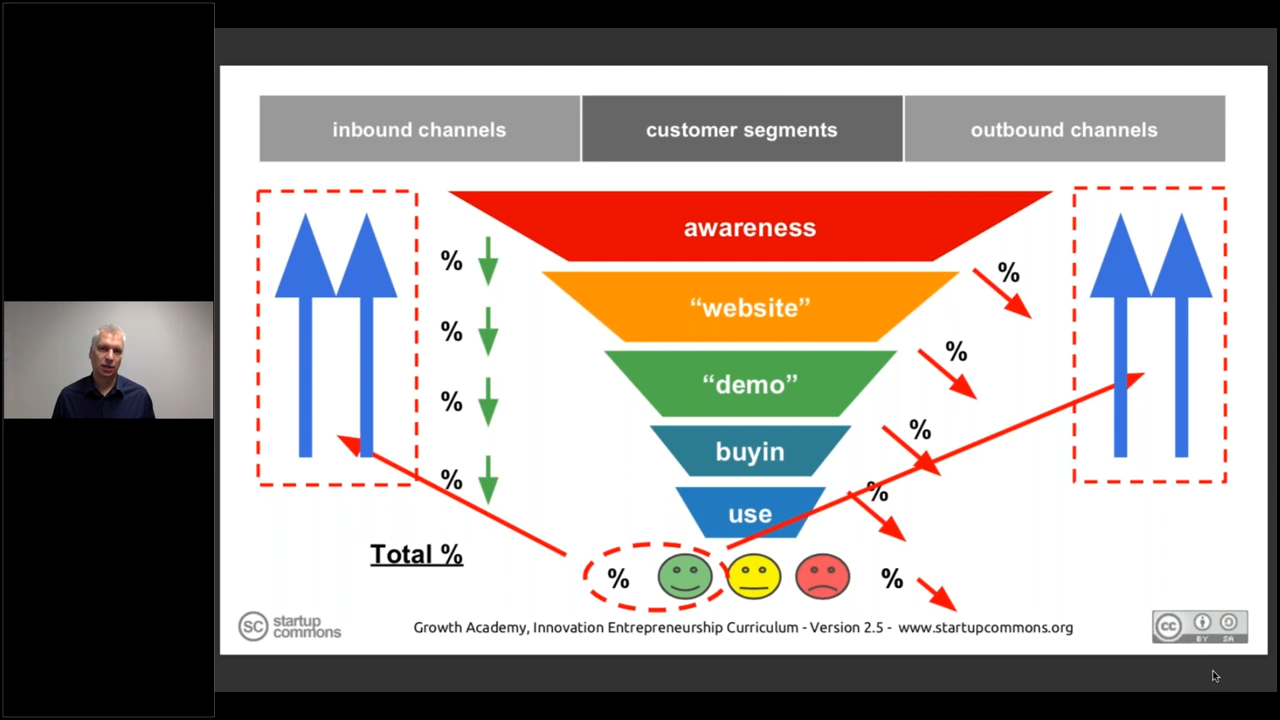 inbound channels
customer segments
outbound channels
awareness
%
%
“website”
%
%
“demo”
%
%
buyin
%
%
use
Total %
%
%
SC startup
commons
Growth Academy, Innovation Entrepreneurship Curriculum - Version 2.5 - www.startupcommons.org
cc
BY SA